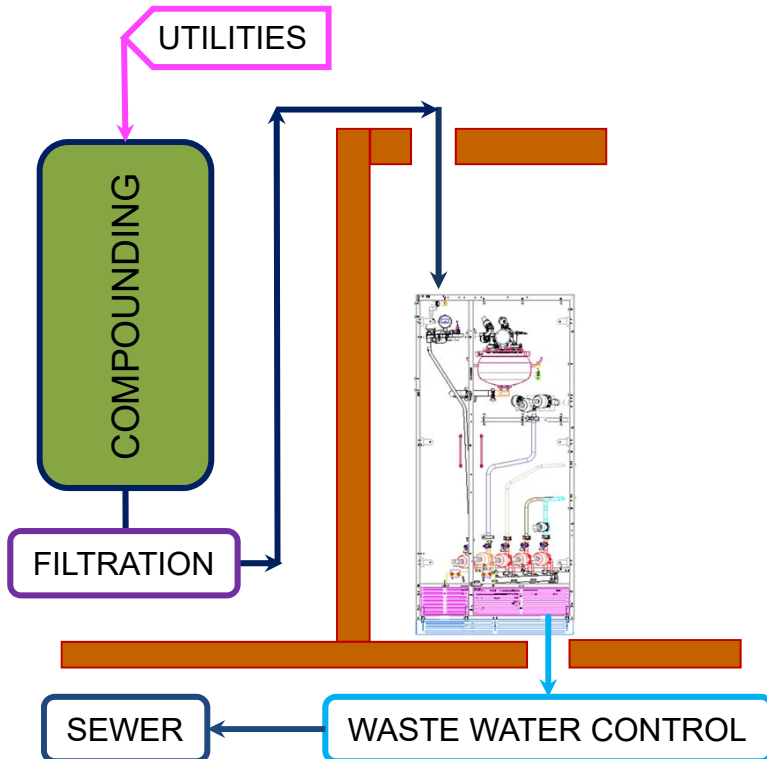 UTILITIES
COMPOUNDING
FILTRATION
SEWER
WASTE WATER CONTROL